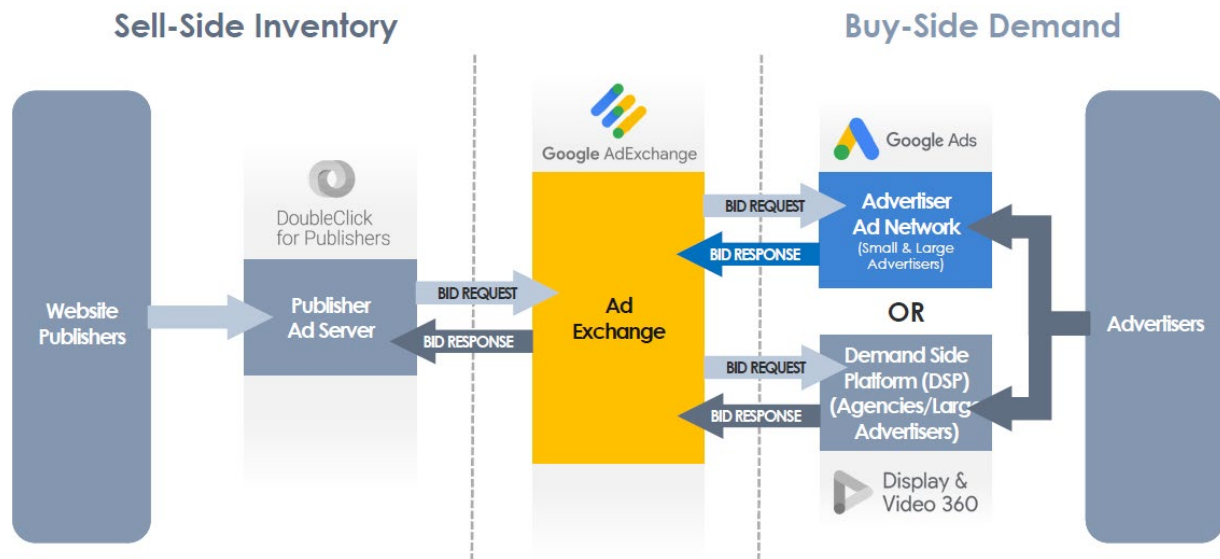 Sell-Side Inventory
Buy-Side Demand
Google AdExchange
Google Ads
DoubleClick
for Publishers
Website
Publishers
Publisher
Ad Server
BID REQUEST
BID RESPONSE
Ad
Exchange
BID REQUEST
BID RESPONSE
BID REQUEST
BID RESPONSE
Advertiser
Ad Network
(Small & Large
Advertisers)
OR
Demand Side
Platform (DSP)
(Agencies/Large
Advertisers)
Display &
Video 360
Advertisers